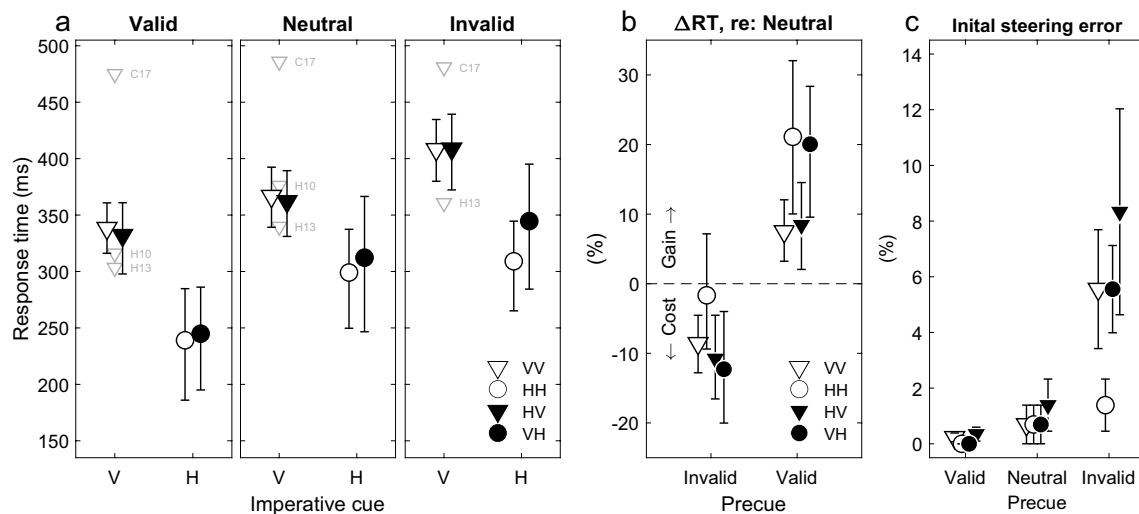 a
Valid
Neutral
Invalid
Response time (ms)
500
450
400
350
300
250
200
150
C17
H10
H13
C17
H10
H13
C17
H13
VV
HH
HV
VH
V
H
V
H
V
H
Imperative cue
b
ΔRT, re: Neutral
(%)
30
20
10
0
-10
-20
Gain →
← Cost
VV
HH
HV
VH
Invalid
Valid
Precue
c
Inital steering error
(%)
14
12
10
8
6
4
2
0
Valid
Neutral
Invalid
Precue